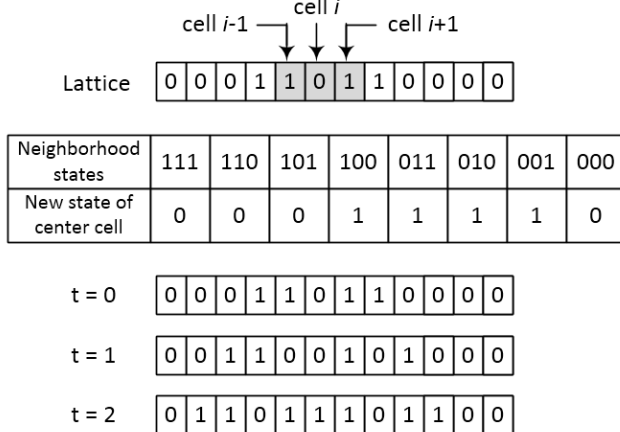 cell i
cell i-1 cell i+1
Lattice 0 0 0 1 1 0 1 1 0 0 0 0
Neighborhood states 111 110 101 100 011 010 001 000
New state of center cell 0 0 0 1 1 1 1 0
t = 0 0 0 0 1 1 0 1 1 0 0 0 0
t = 1 0 0 1 1 0 0 1 0 1 0 0 0
t = 2 0 1 1 0 1 1 1 0 1 1 0 0